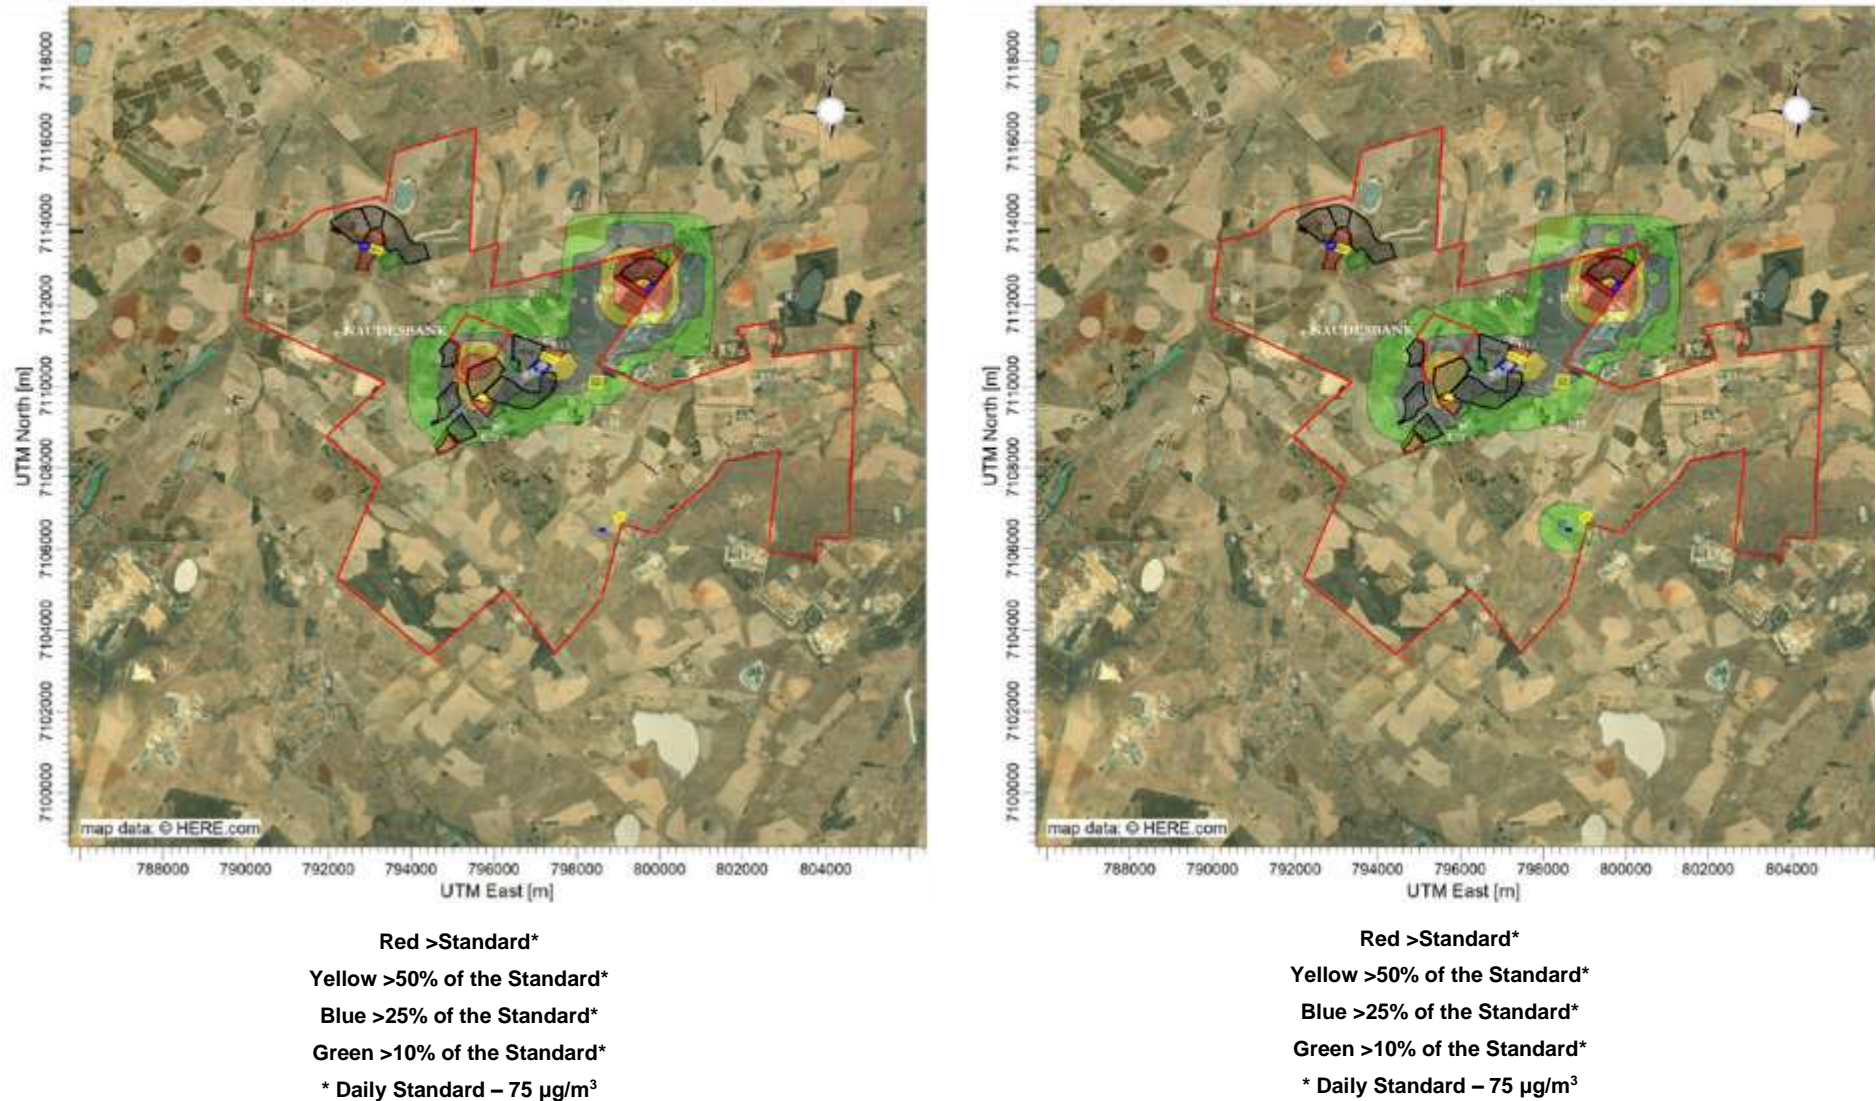 UTM North [m]
7118000
7116000
7114000
7112000
7110000
7108000
7106000
7104000
7102000
7100000
NAUDESBANK
map data: © HERE.com
788000 790000 792000 794000 796000 798000 800000 802000 804000
UTM East [m]
Red >Standard*
Yellow >50% of the Standard*
Blue >25% of the Standard*
Green >10% of the Standard*
* Daily Standard – 75 µg/m³
UTM North [m]
7118000
7116000
7114000
7112000
7110000
7108000
7106000
7104000
7102000
7100000
NAUDESBANK
map data: © HERE.com
788000 790000 792000 794000 796000 798000 800000 802000 804000
UTM East [m]
Red >Standard*
Yellow >50% of the Standard*
Blue >25% of the Standard*
Green >10% of the Standard*
* Daily Standard – 75 µg/m³